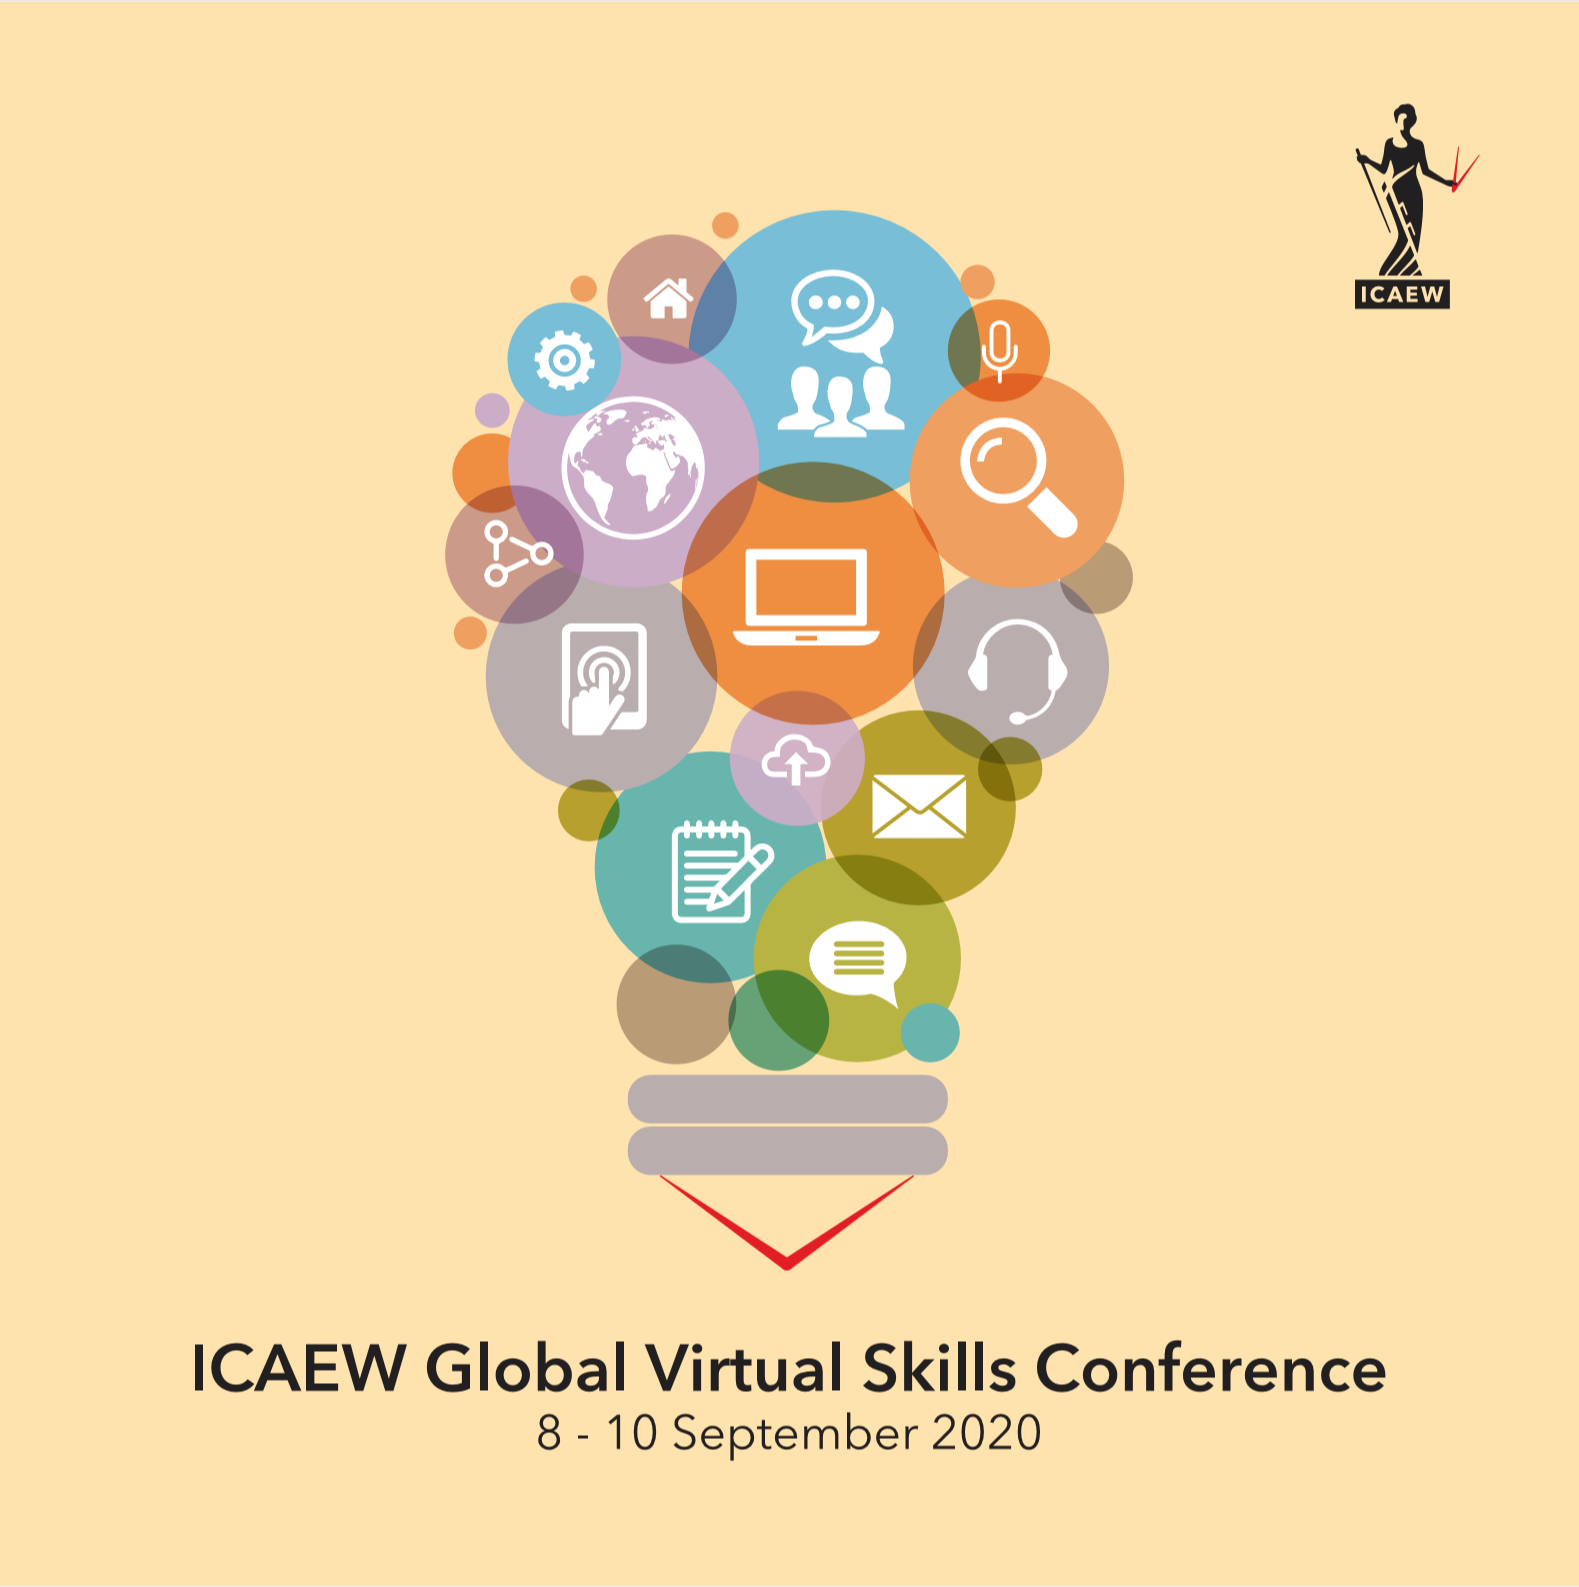 ICAEW
ICAEW Global Virtual Skills Conference
8 - 10 September 2020